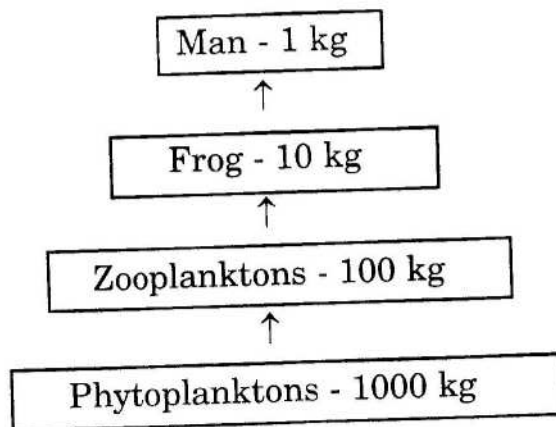 Man - 1 kg
↑
Frog - 10 kg
↑
Zooplanktons - 100 kg
↑
Phytoplanktons - 1000 kg